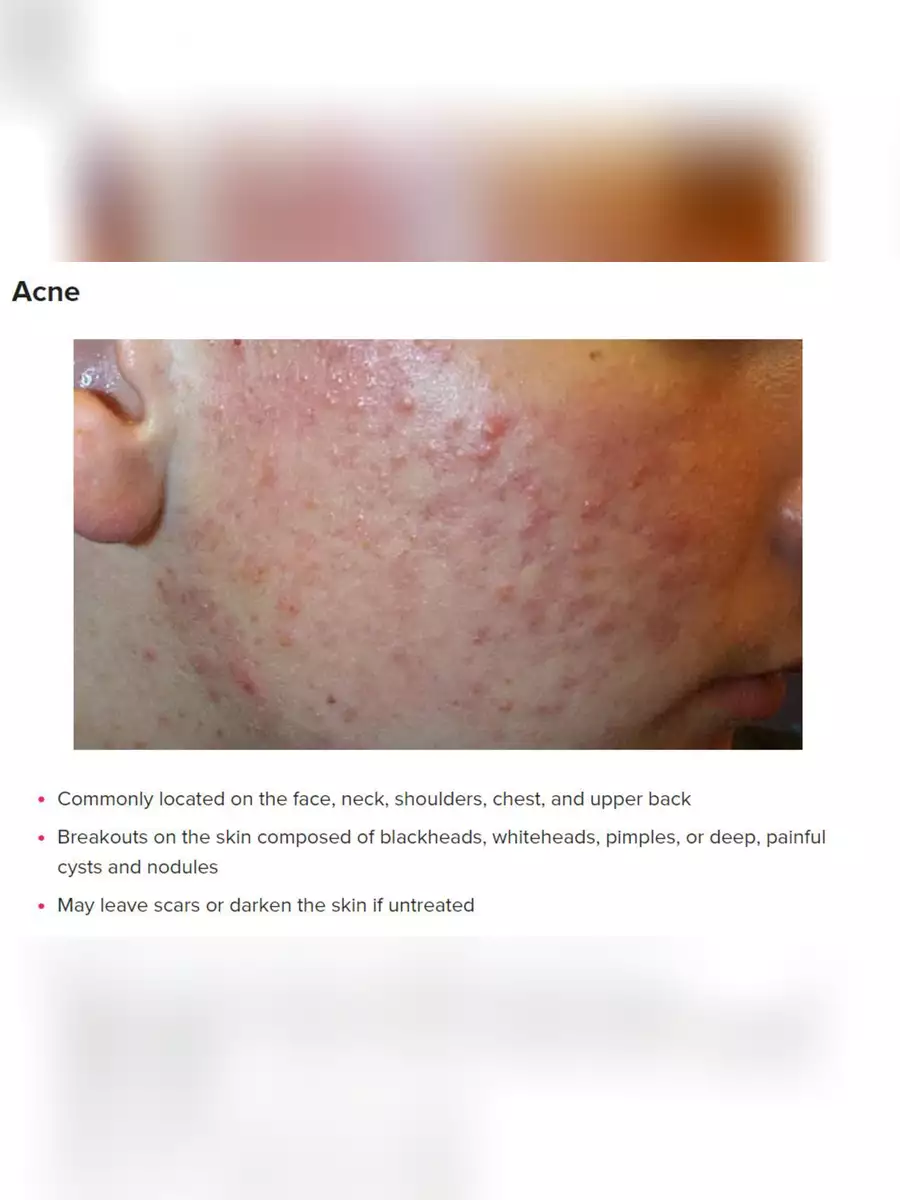 Acne
Commonly located on the face, neck, shoulders, chest, and upper back
Breakouts on the skin composed of blackheads, whiteheads, pimples, or deep, painful
cysts and nodules
May leave scars or darken the skin if untreated